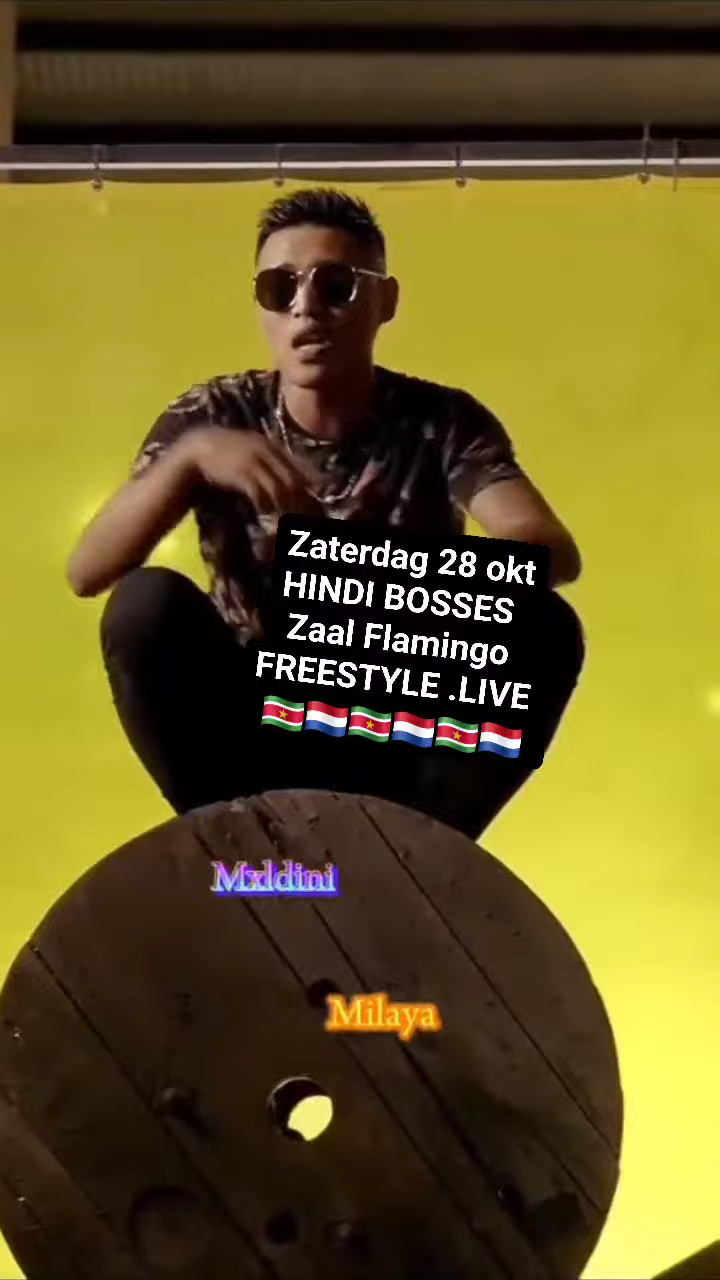 Zaterdag 28 okt
HINDI BOSSES
Zaal Flamingo
FREESTYLE .LIVE
🇸🇷🇳🇱🇸🇷🇳🇱🇸🇷🇳🇱
Mxldini
Milaya